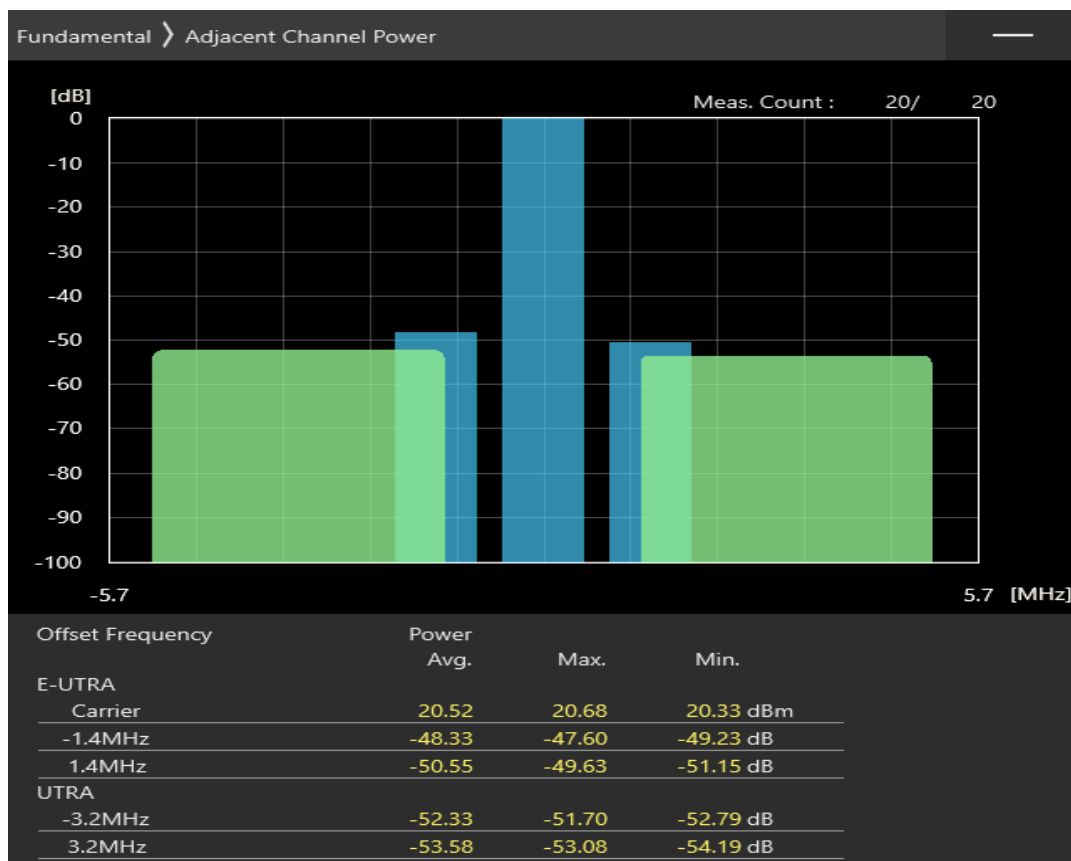 Fundamental 〉 Adjacent Channel Power
[dB]
Meas. Count : 20/ 20
0
-10
-20
-30
-40
-50
-60
-70
-80
-90
-100
-5.7 5.7 [MHz]
Offset Frequency Power
Avg. Max. Min.
E-UTRA
Carrier 20.52 20.68 20.33 dBm
-1.4MHz -48.33 -47.60 -49.23 dB
1.4MHz -50.55 -49.63 -51.15 dB
UTRA
-3.2MHz -52.33 -51.70 -52.79 dB
3.2MHz -53.58 -53.08 -54.19 dB